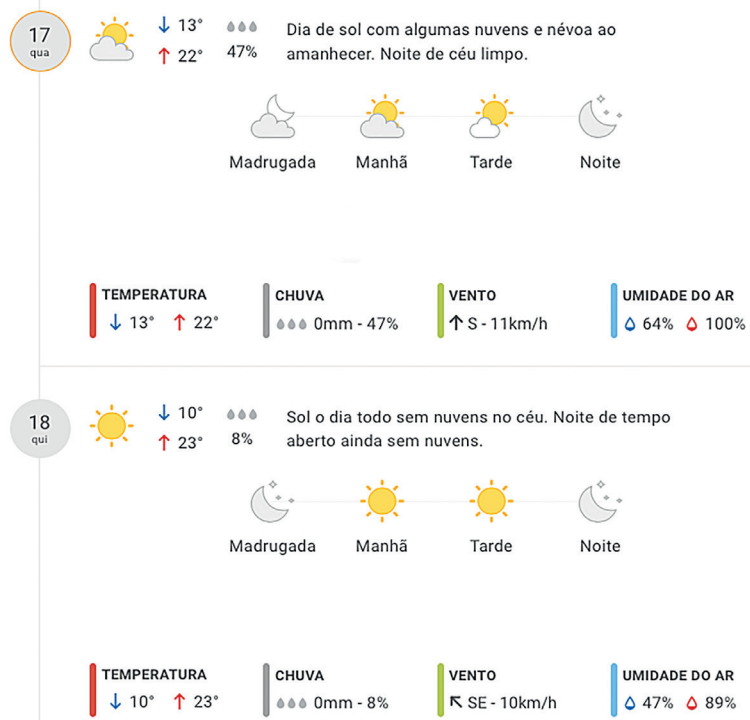 17
qua
13°
22°
47%
Dia de sol com algumas nuvens e névoa ao
amanhecer. Noite de céu limpo.
Madrugada Manhã Tarde Noite
TEMPERATURA CHUVA VENTO UMIDADE DO AR
↓ 13° ↑ 22° 0mm - 47% ↑ S - 11km/h 64% 100%
18
qui
10°
23°
8%
Sol o dia todo sem nuvens no céu. Noite de tempo
aberto ainda sem nuvens.
Madrugada Manhã Tarde Noite
TEMPERATURA CHUVA VENTO UMIDADE DO AR
↓ 10° ↑ 23° 0mm - 8% ↖ SE - 10km/h 47% 89%